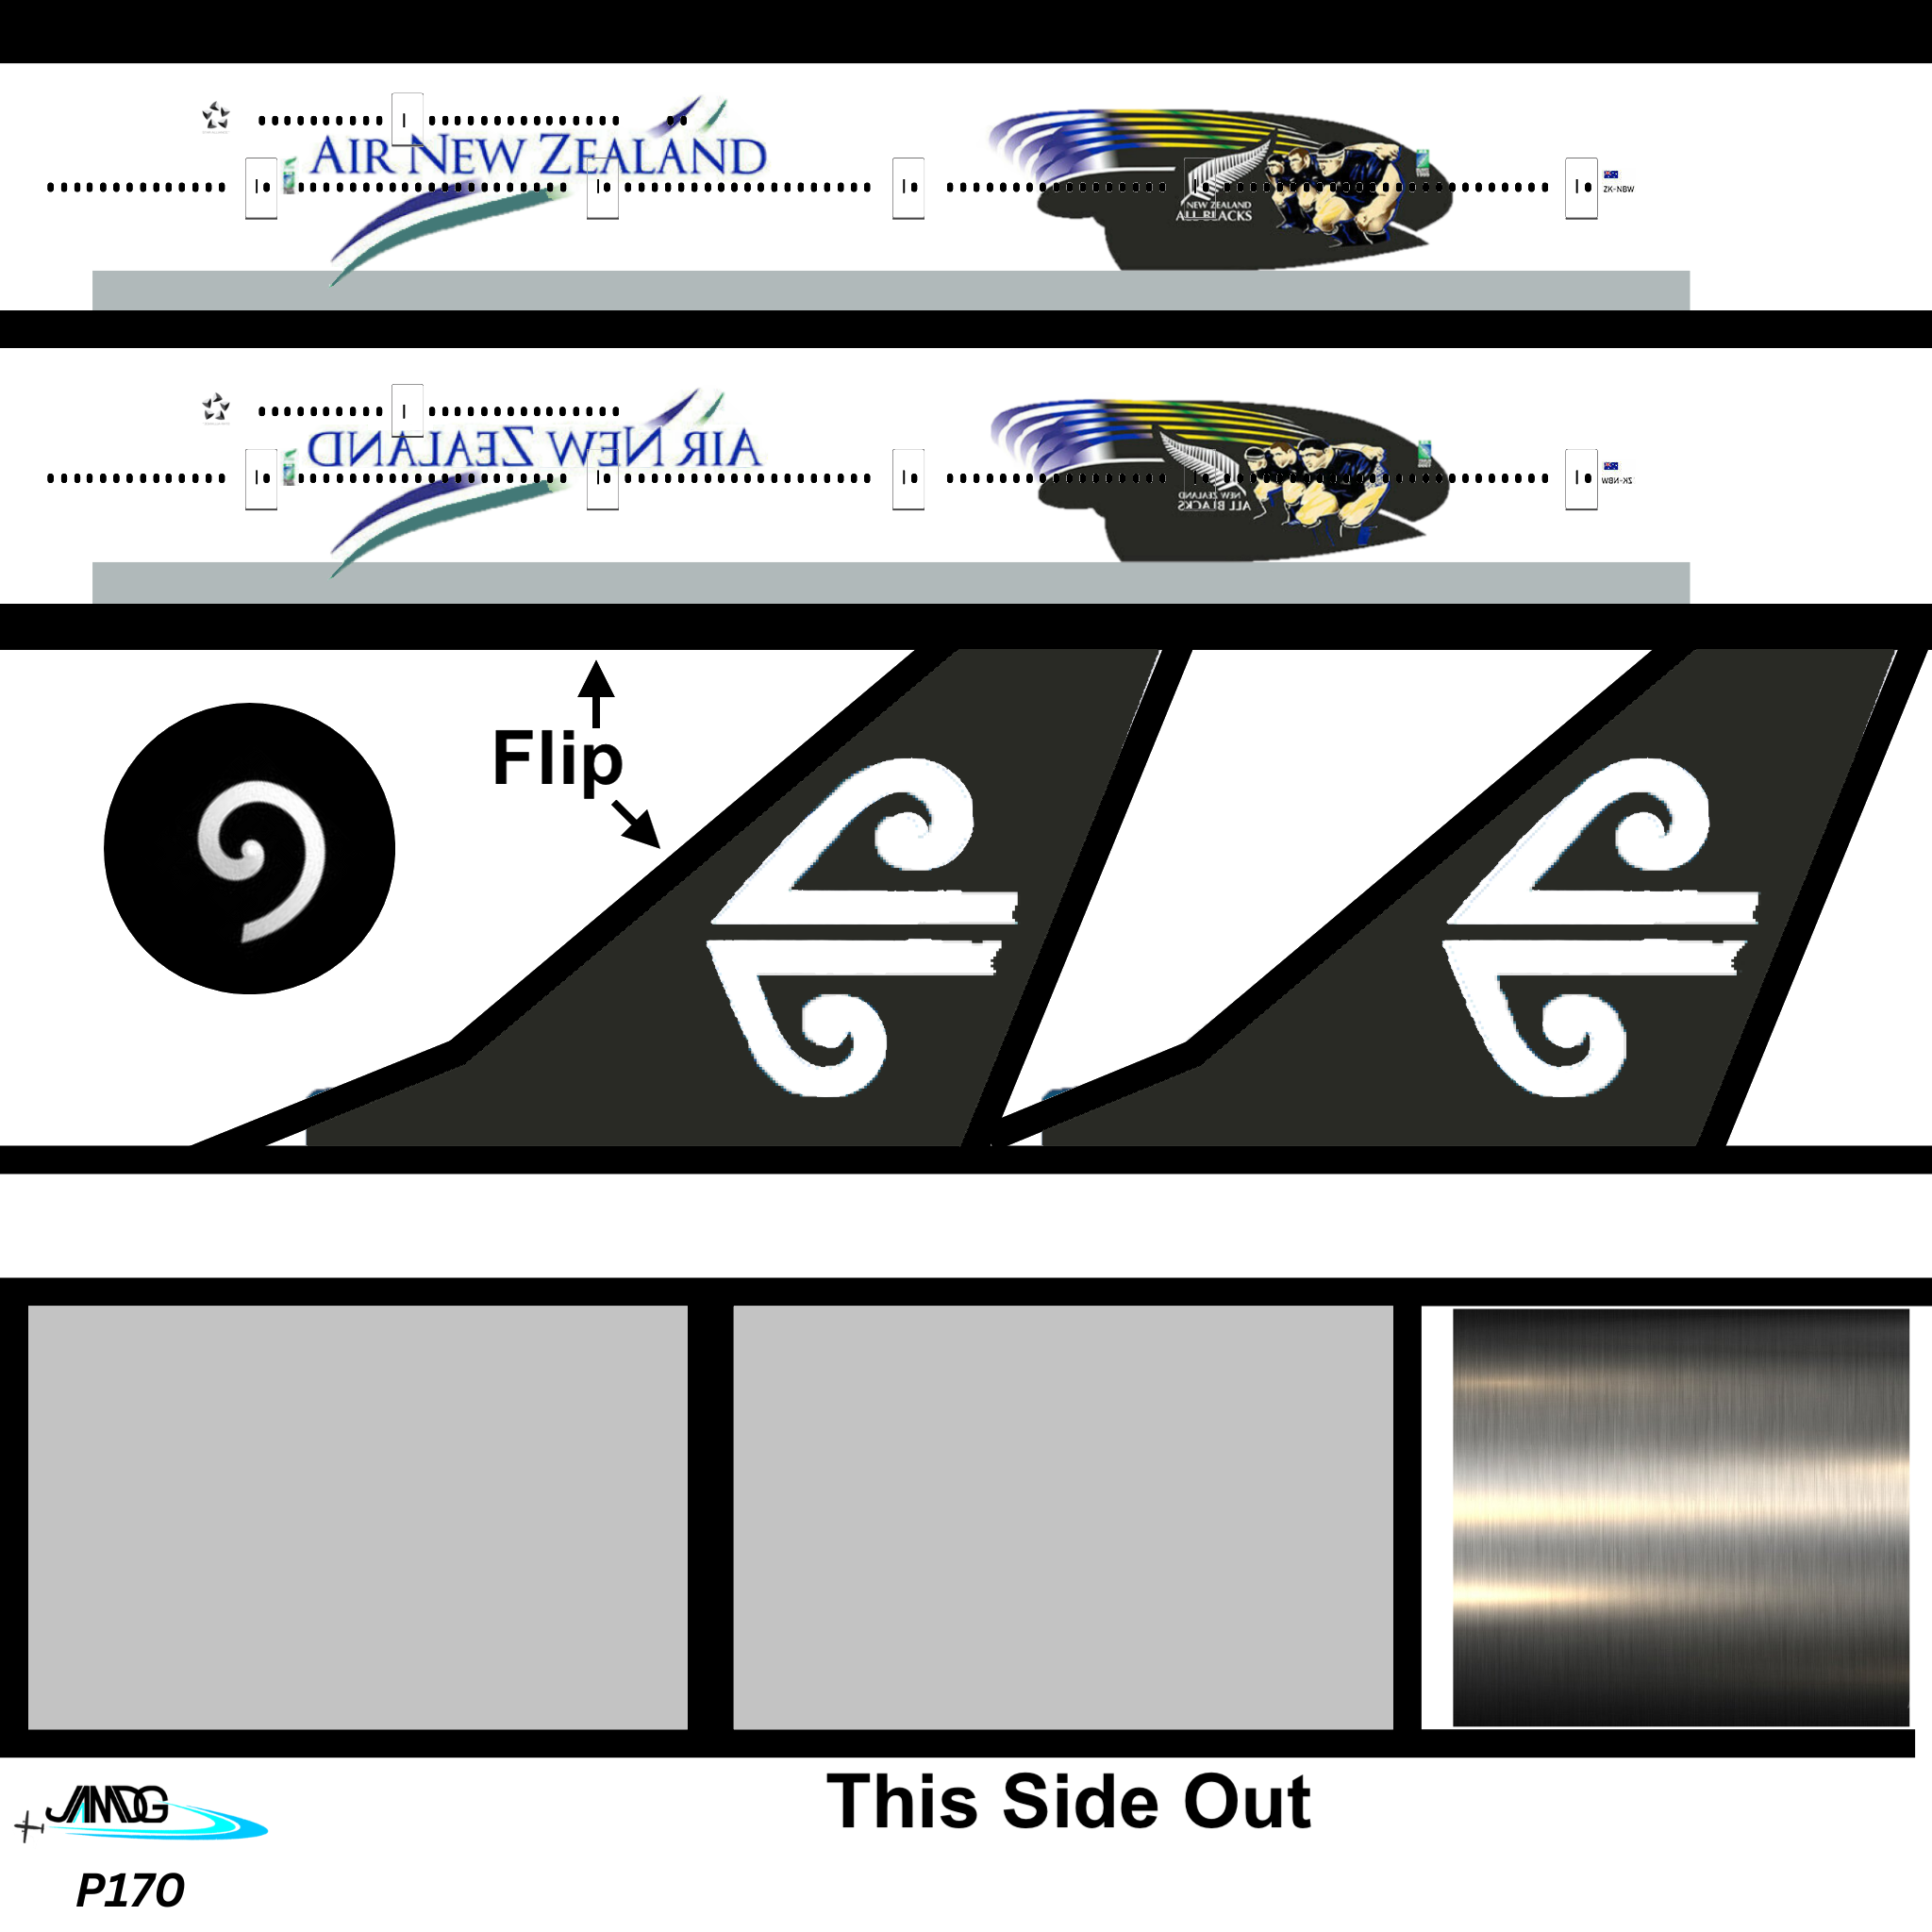 AIR NEW ZEALAND
NEW ZEALAND
ALL BLACKS
ZK-NBW
AIR NEW ZEALAND
NEW ZEALAND
ALL BLACKS
ZK-NBW
Flip
This Side Out
JAMDG
P170